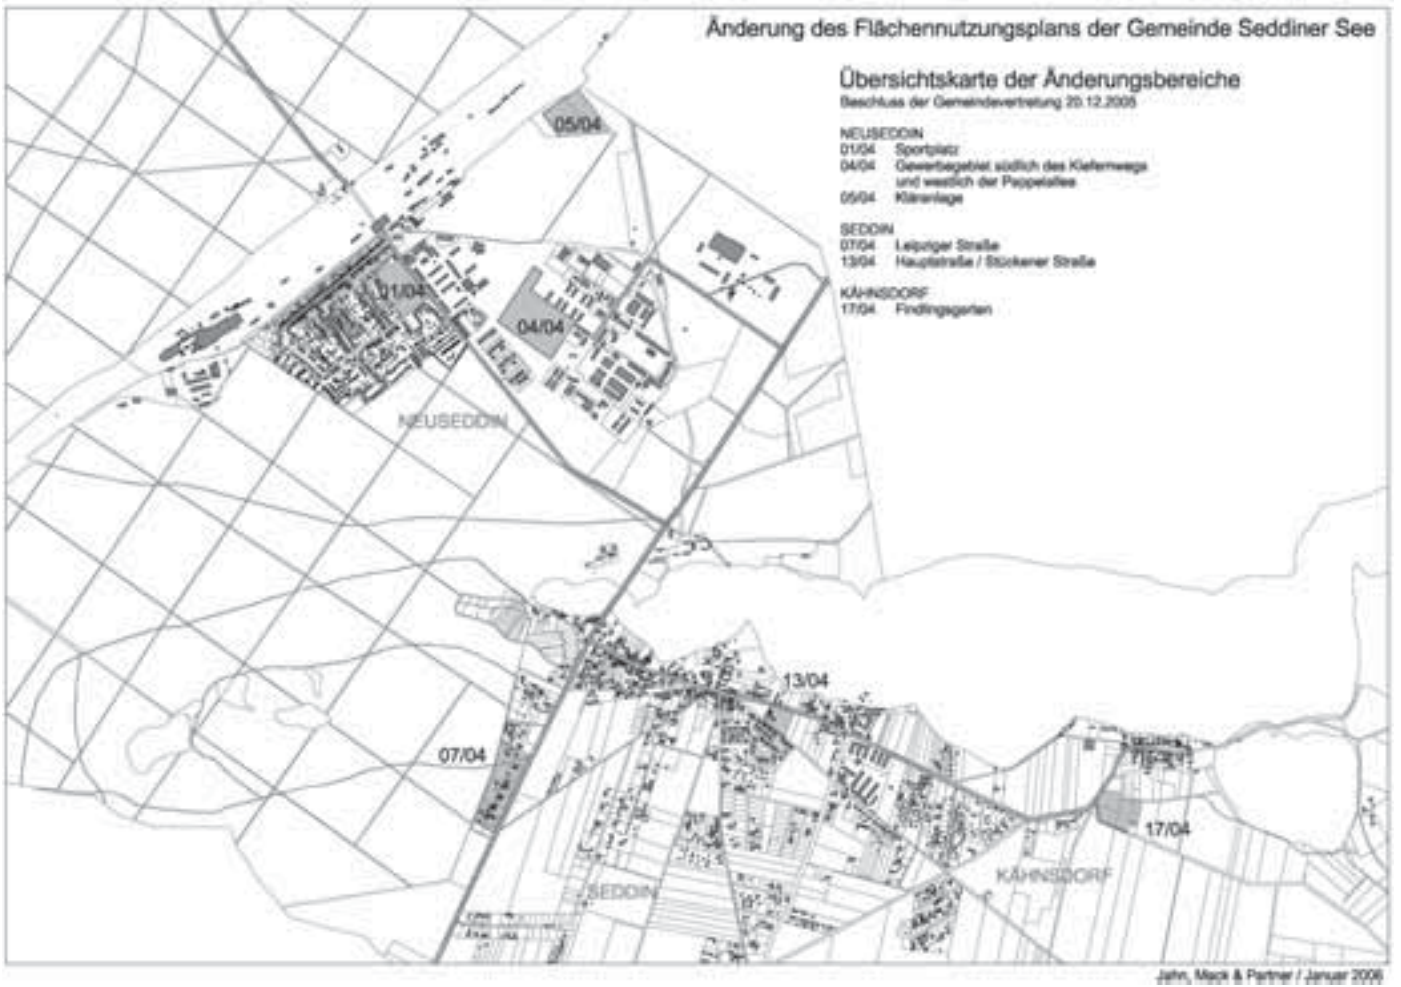 Änderung des Flächennutzungsplans der Gemeinde Seddiner See
Übersichtskarte der Änderungsbereiche
Beschluss der Gemeindevertretung 20.12.2005
NEUSEDDIN
01/04 Sportplatz
04/04 Gewerbegebiet südlich des Kiefernwegs
und westlich der Pappelallee
05/04 Kläranlage
SEDDIN
07/04 Leipziger Straße
13/04 Hauptstraße / Stückener Straße
KÄHNSDORF
17/04 Findlingsgarten
05/04
01/04
04/04
NEUSEDDIN
13/04
07/04
17/04
KÄHNSDORF
SEDDIN
Jahn, Mack & Partner / Januar 2006